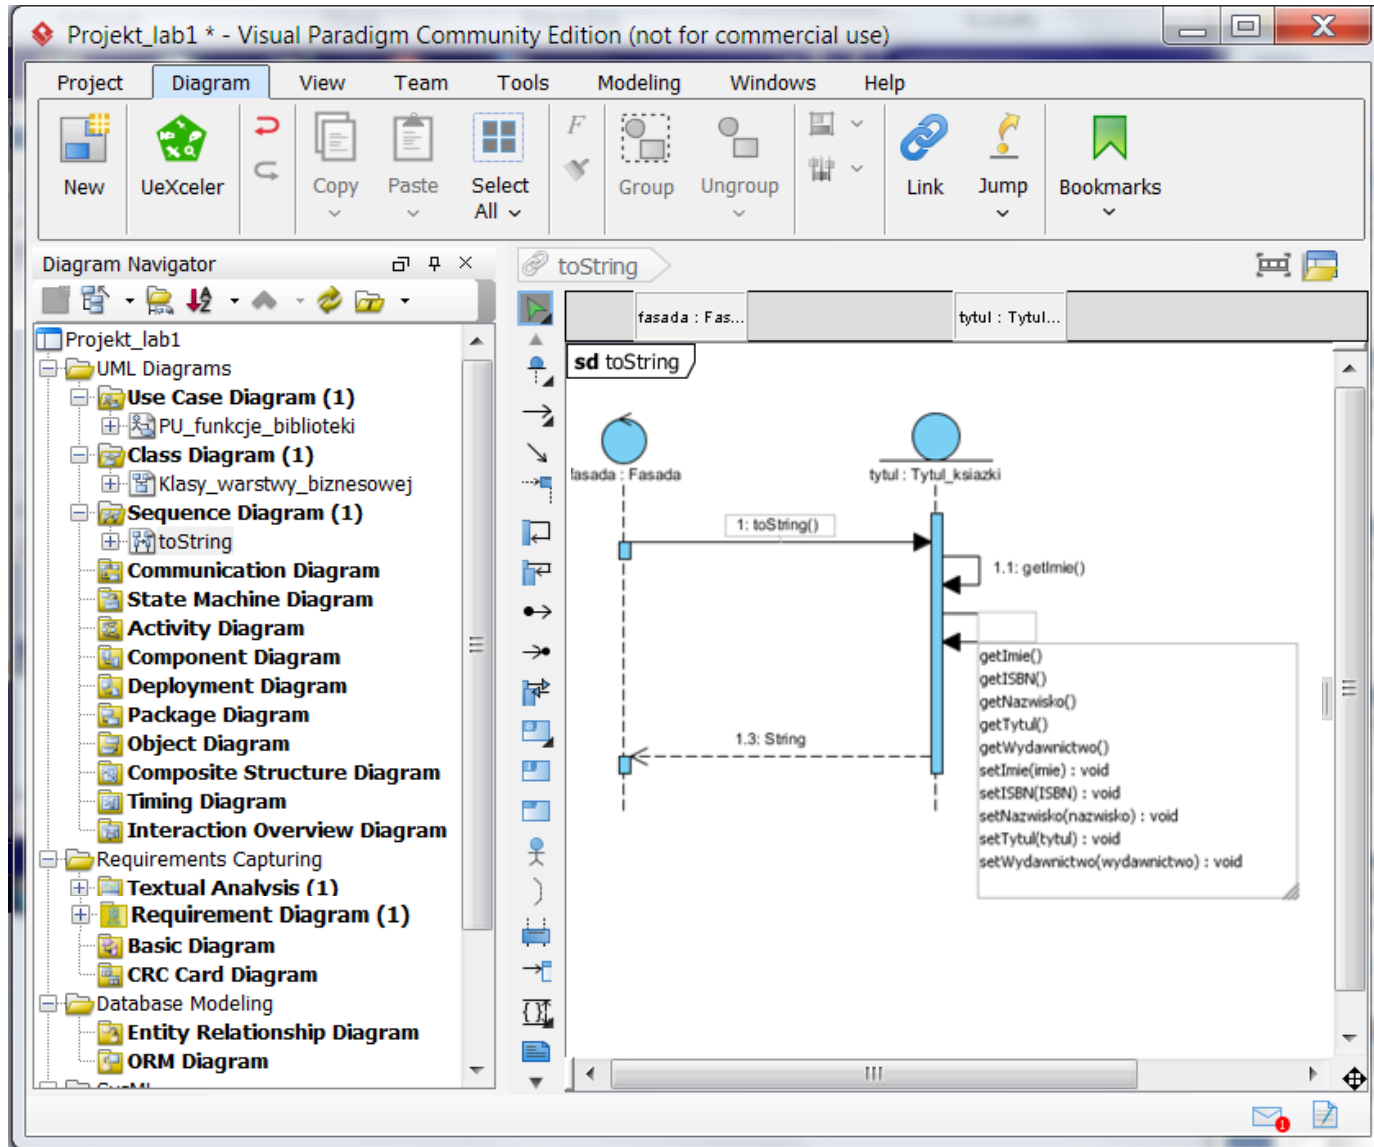 Projekt_lab1 * - Visual Paradigm Community Edition (not for commercial use)
Project Diagram View Team Tools Modeling Windows Help
New UeXceler Copy Paste Select All F Group Ungroup Link Jump Bookmarks
Diagram Navigator
toString
Projekt_lab1
UML Diagrams
Use Case Diagram (1)
PU_funkcje_biblioteki
Class Diagram (1)
Klasy_warstwy_biznesowej
Sequence Diagram (1)
toString
Communication Diagram
State Machine Diagram
Activity Diagram
Component Diagram
Deployment Diagram
Package Diagram
Object Diagram
Composite Structure Diagram
Timing Diagram
Interaction Overview Diagram
Requirements Capturing
Textual Analysis (1)
Requirement Diagram (1)
Basic Diagram
CRC Card Diagram
Database Modeling
Entity Relationship Diagram
ORM Diagram
SysML
fasada : Fas... tytul : Tytul...
sd toString
fasada : Fasada tytul : Tytul_ksiazki
1: toString()
1.1: getImie()
getImie()
getISBN()
getNazwisko()
getTytul()
getWydawnictwo()
setImie(imie) : void
setISBN(ISBN) : void
setNazwisko(nazwisko) : void
setTytul(tytul) : void
setWydawnictwo(wydawnictwo) : void
1.3: String
1